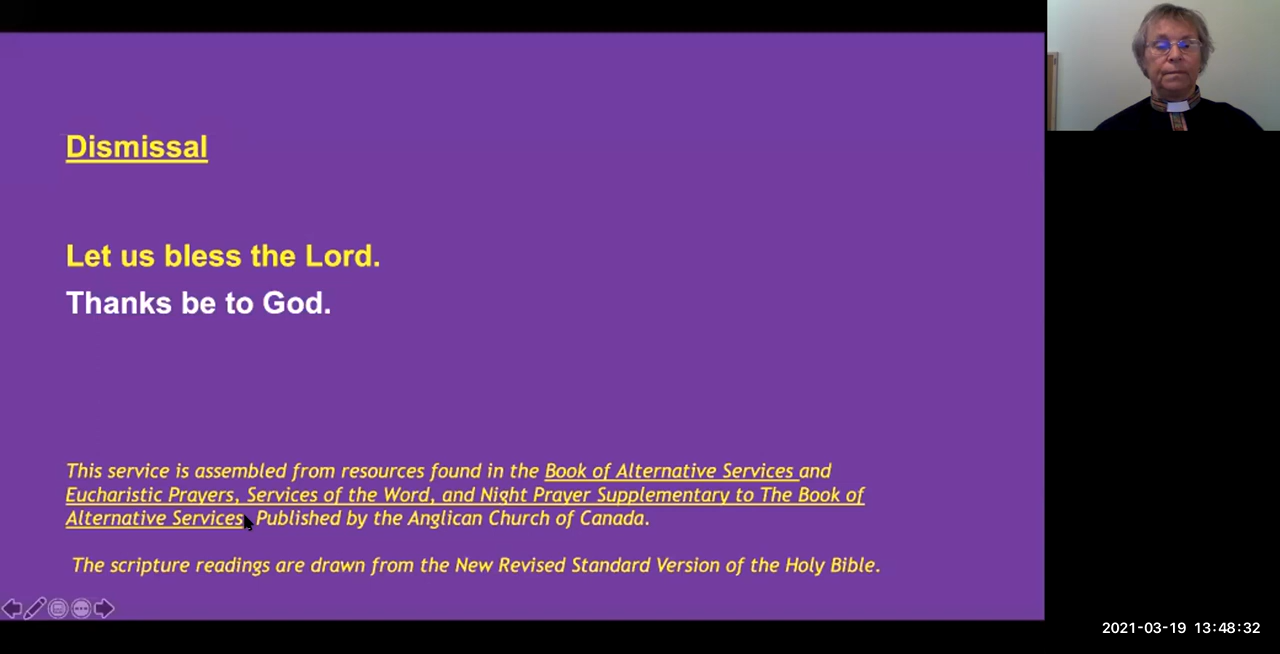 Dismissal
Let us bless the Lord.
Thanks be to God.
This service is assembled from resources found in the Book of Alternative Services and
Eucharistic Prayers, Services of the Word, and Night Prayer Supplementary to The Book of
Alternative Services. Published by the Anglican Church of Canada.
The scripture readings are drawn from the New Revised Standard Version of the Holy Bible.
2021-03-19 13:48:32